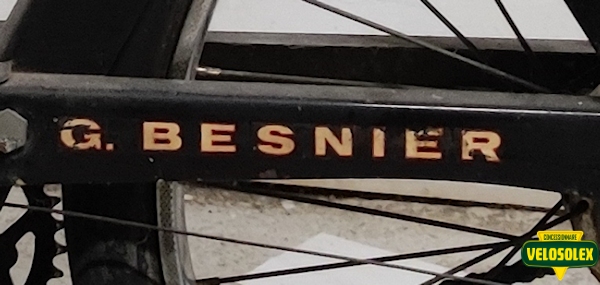 G. BESNIER
CONCESSIONNAIRE
VELOSOLEX